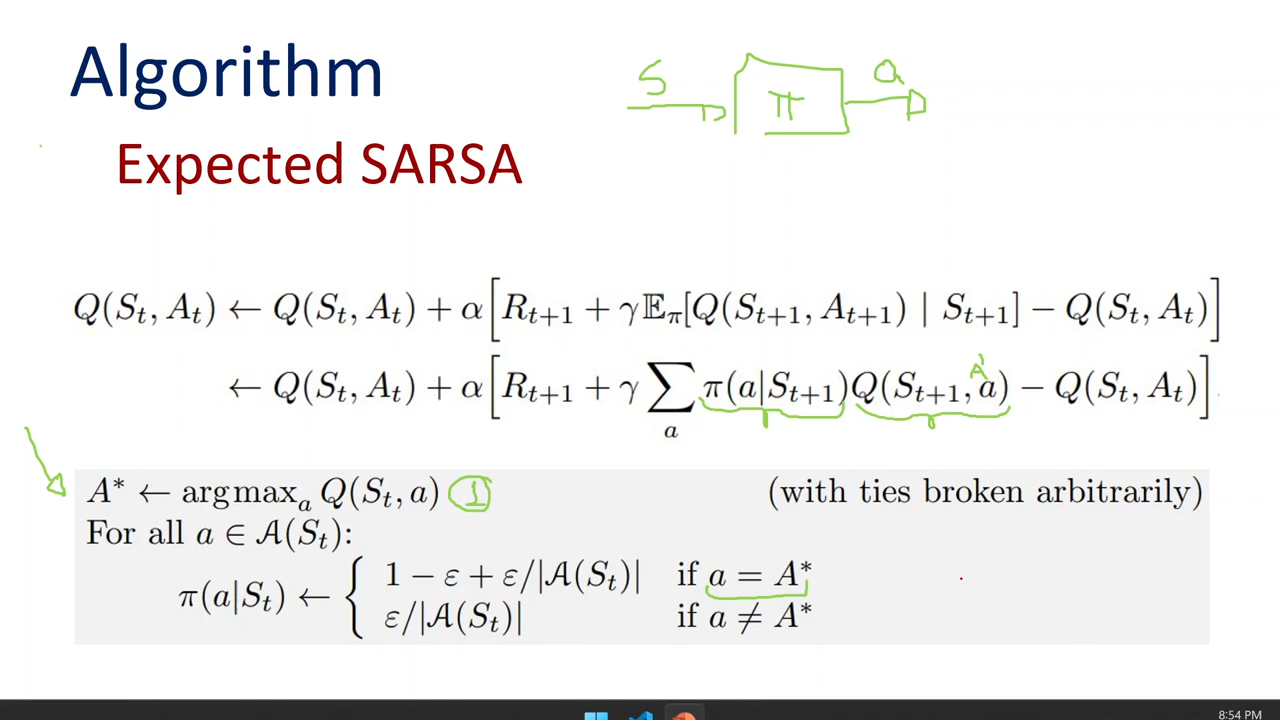 Algorithm
S π a
Expected SARSA
Q(S_t, A_t) ← Q(S_t, A_t) + α[R_{t+1} + γ𝔼_π[Q(S_{t+1}, A_{t+1}) | S_{t+1}] − Q(S_t, A_t)]
A'
← Q(S_t, A_t) + α[R_{t+1} + γ ∑_a π(a|S_{t+1})Q(S_{t+1}, a) − Q(S_t, A_t)]
A* ← argmax_a Q(S_t, a) 1 (with ties broken arbitrarily)
For all a ∈ 𝒜(S_t):
π(a|S_t) ← { 1 − ε + ε/|𝒜(S_t)| if a = A*
ε/|𝒜(S_t)| if a ≠ A*
8:54 PM